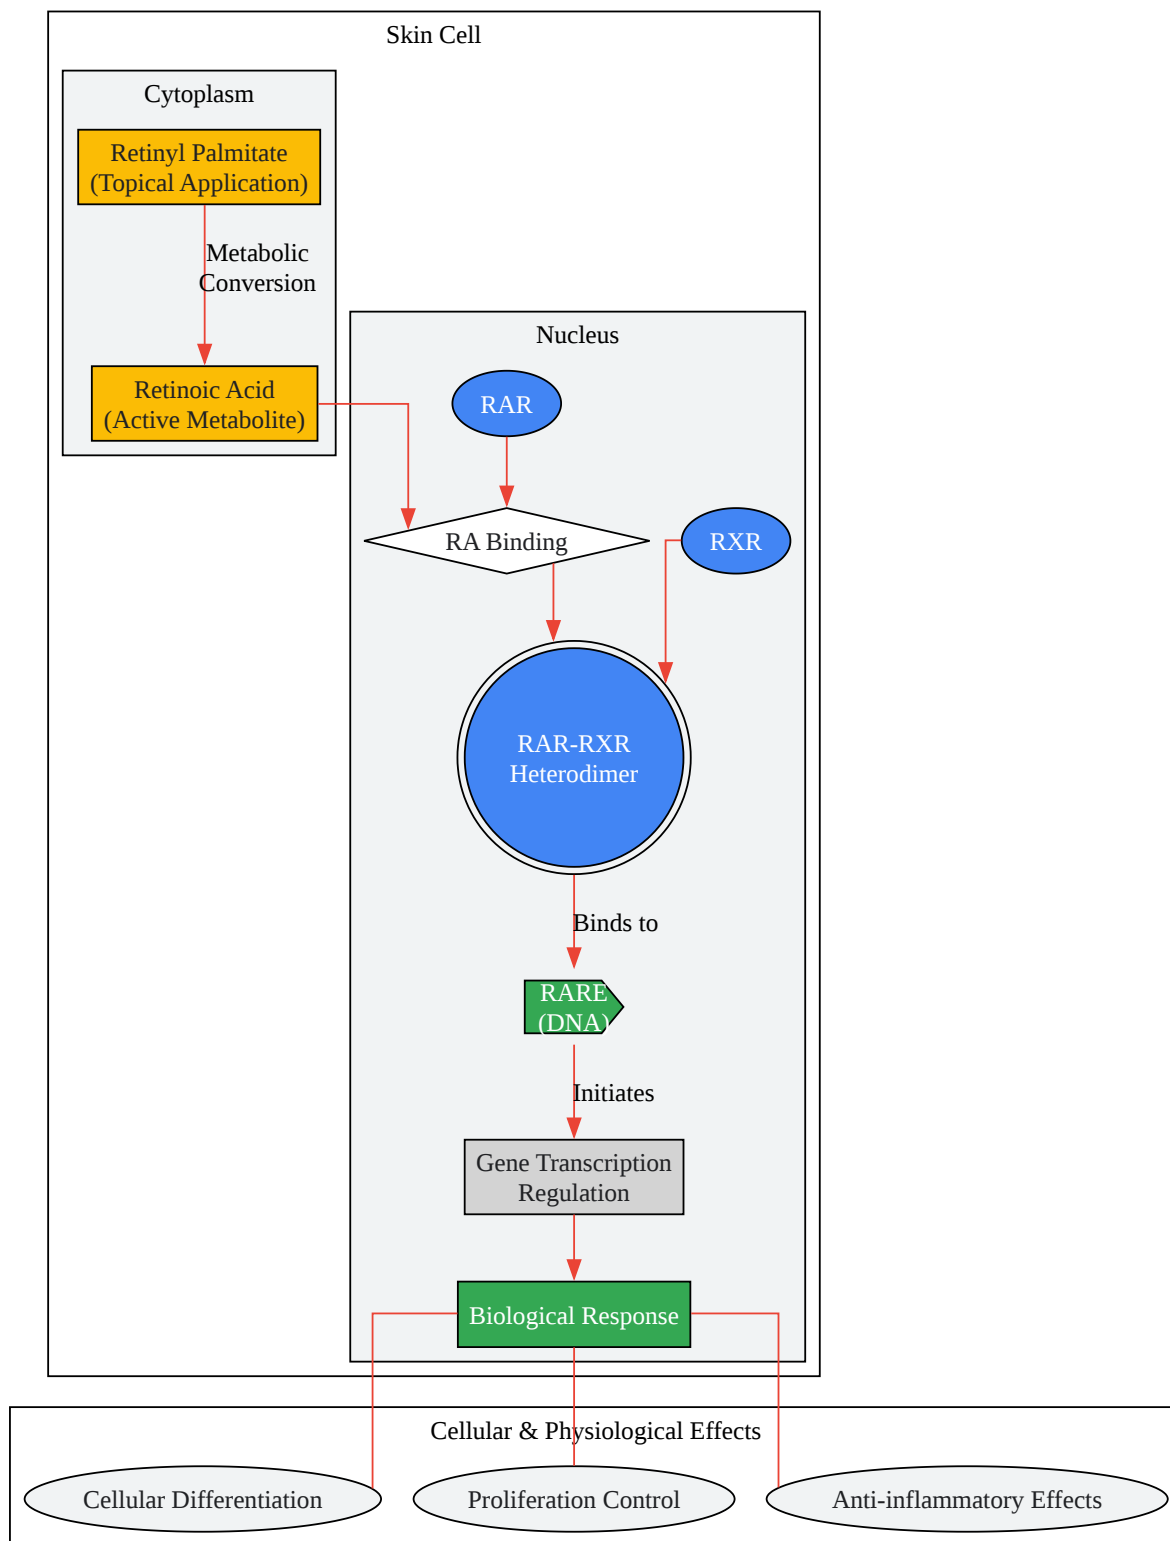 Skin Cell
Cytoplasm
Retinyl Palmitate
(Topical Application)
Metabolic
Conversion
Retinoic Acid
(Active Metabolite)
Nucleus
RAR
RA Binding
RXR
RAR-RXR
Heterodimer
Binds to
RARE
(DNA)
Initiates
Gene Transcription
Regulation
Biological Response
Cellular & Physiological Effects
Cellular Differentiation
Proliferation Control
Anti-inflammatory Effects